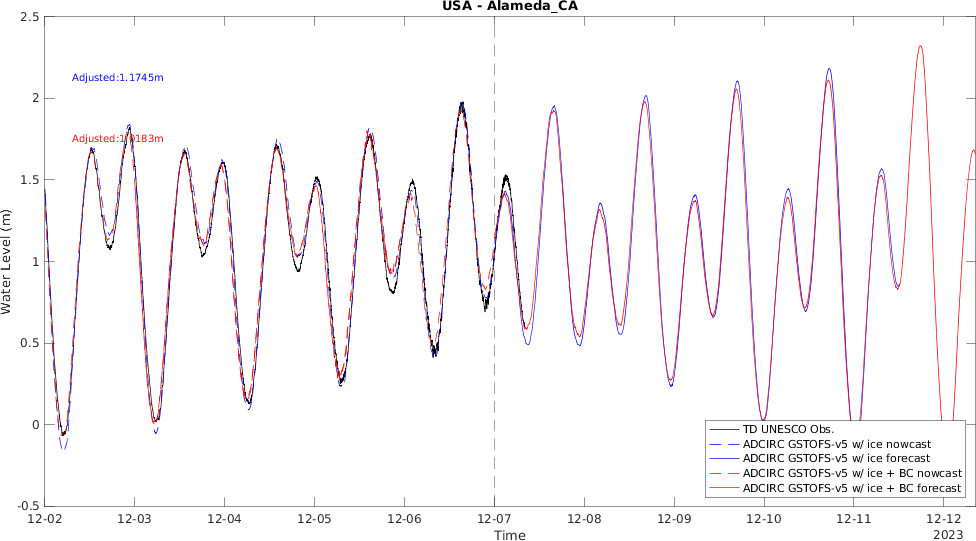 USA - Alameda_CA
2.5
2
1.5
1
0.5
0
-0.5
Water Level (m)
Adjusted:1.1745m
12-02
12-03
12-04
12-05
12-06
12-07
12-08
12-09
12-10
12-11
12-12
2023
Time
TD UNESCO Obs.
ADCIRC GSTOFS-v5 w/ ice nowcast
ADCIRC GSTOFS-v5 w/ ice forecast
ADCIRC GSTOFS-v5 w/ ice + BC nowcast
ADCIRC GSTOFS-v5 w/ ice + BC forecast